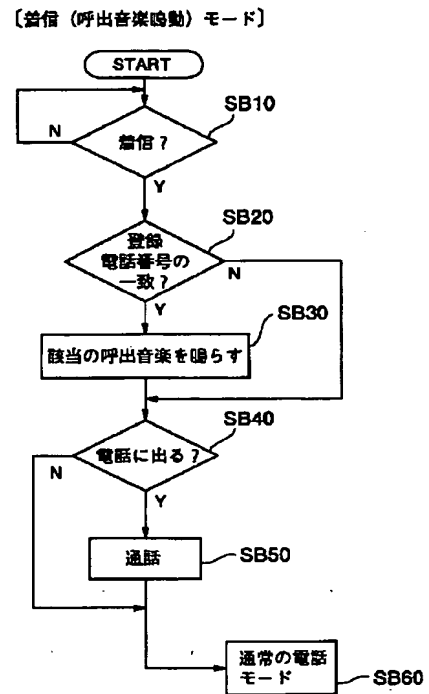 ［着信（呼出音楽鳴動）モード］
START
SB10
N
着信？
Y
SB20
登録
電話番号の
一致？
N
Y
SB30
該当の呼出音楽を鳴らす
SB40
電話に出る？
N
Y
通話
SB50
通常の電話
モード
SB60